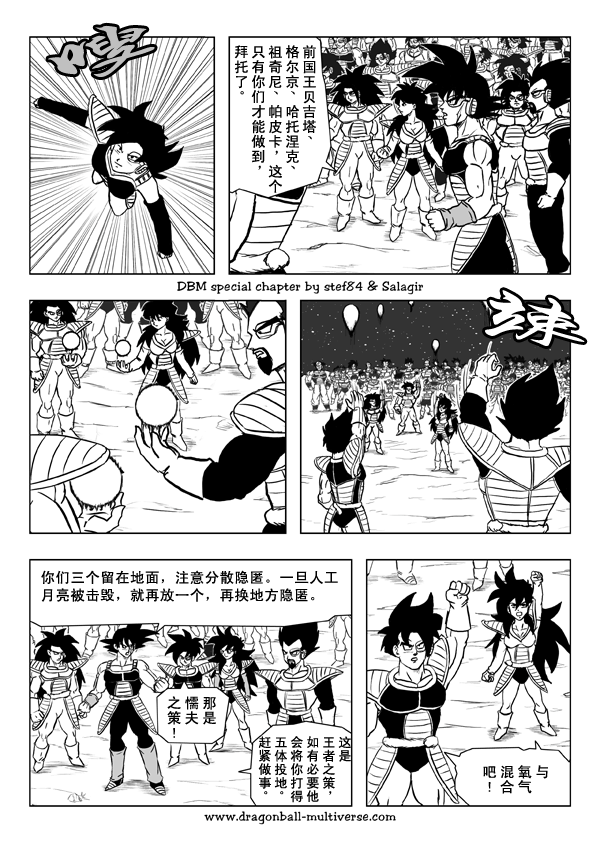 嗖
前国王贝吉塔、
格尔京、哈托涅克、
祖奇尼、帕皮卡，这个
只有你们才能做到，
拜托了。
DBM special chapter by stef84 & Salagir
你们三个留在地面，注意分散隐匿。一旦人工
月亮被击毁，就再放一个，再换地方隐匿。
那是
懦夫
之策！
这是
王者之策，
如有必要他
会将你打得
五体投地。
赶紧做事。
与
氧气
混合
吧！
www.dragonball-multiverse.com